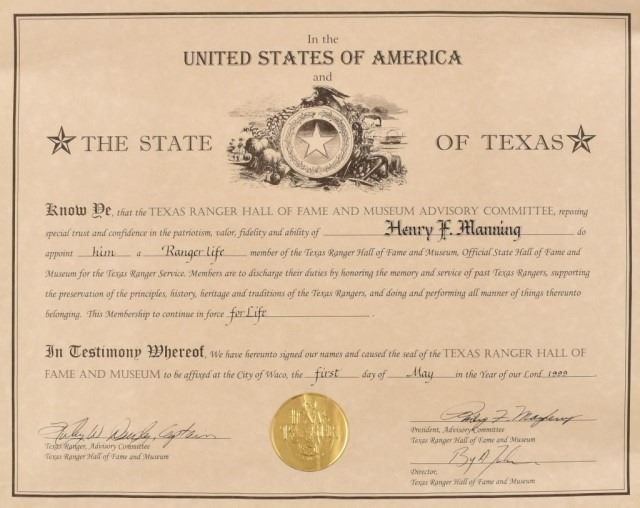 In the
UNITED STATES OF AMERICA
and
THE STATE OF TEXAS
Know Ye, that the TEXAS RANGER HALL OF FAME AND MUSEUM ADVISORY COMMITTEE, reposing
special trust and confidence in the patriotism, valor, fidelity and ability of Henry F. Manning do
appoint him a Ranger life member of the Texas Ranger Hall of Fame and Museum, Official State Hall of Fame and
Museum for the Texas Ranger Service. Members are to discharge their duties by honoring the memory and service of past Texas Rangers, supporting
the preservation of the principles, history, heritage and traditions of the Texas Rangers, and doing and performing all manner of things thereunto
belonging. This Membership to continue in force for Life.
In Testimony Whereof, We have hereunto signed our names and caused the seal of the TEXAS RANGER HALL OF
FAME AND MUSEUM to be affixed at the City of Waco, the first day of May in the Year of our Lord 1999
Texas Ranger, Advisory Committee
Texas Ranger Hall of Fame and Museum
President, Advisory Committee
Texas Ranger Hall of Fame and Museum
Director,
Texas Ranger Hall of Fame and Museum